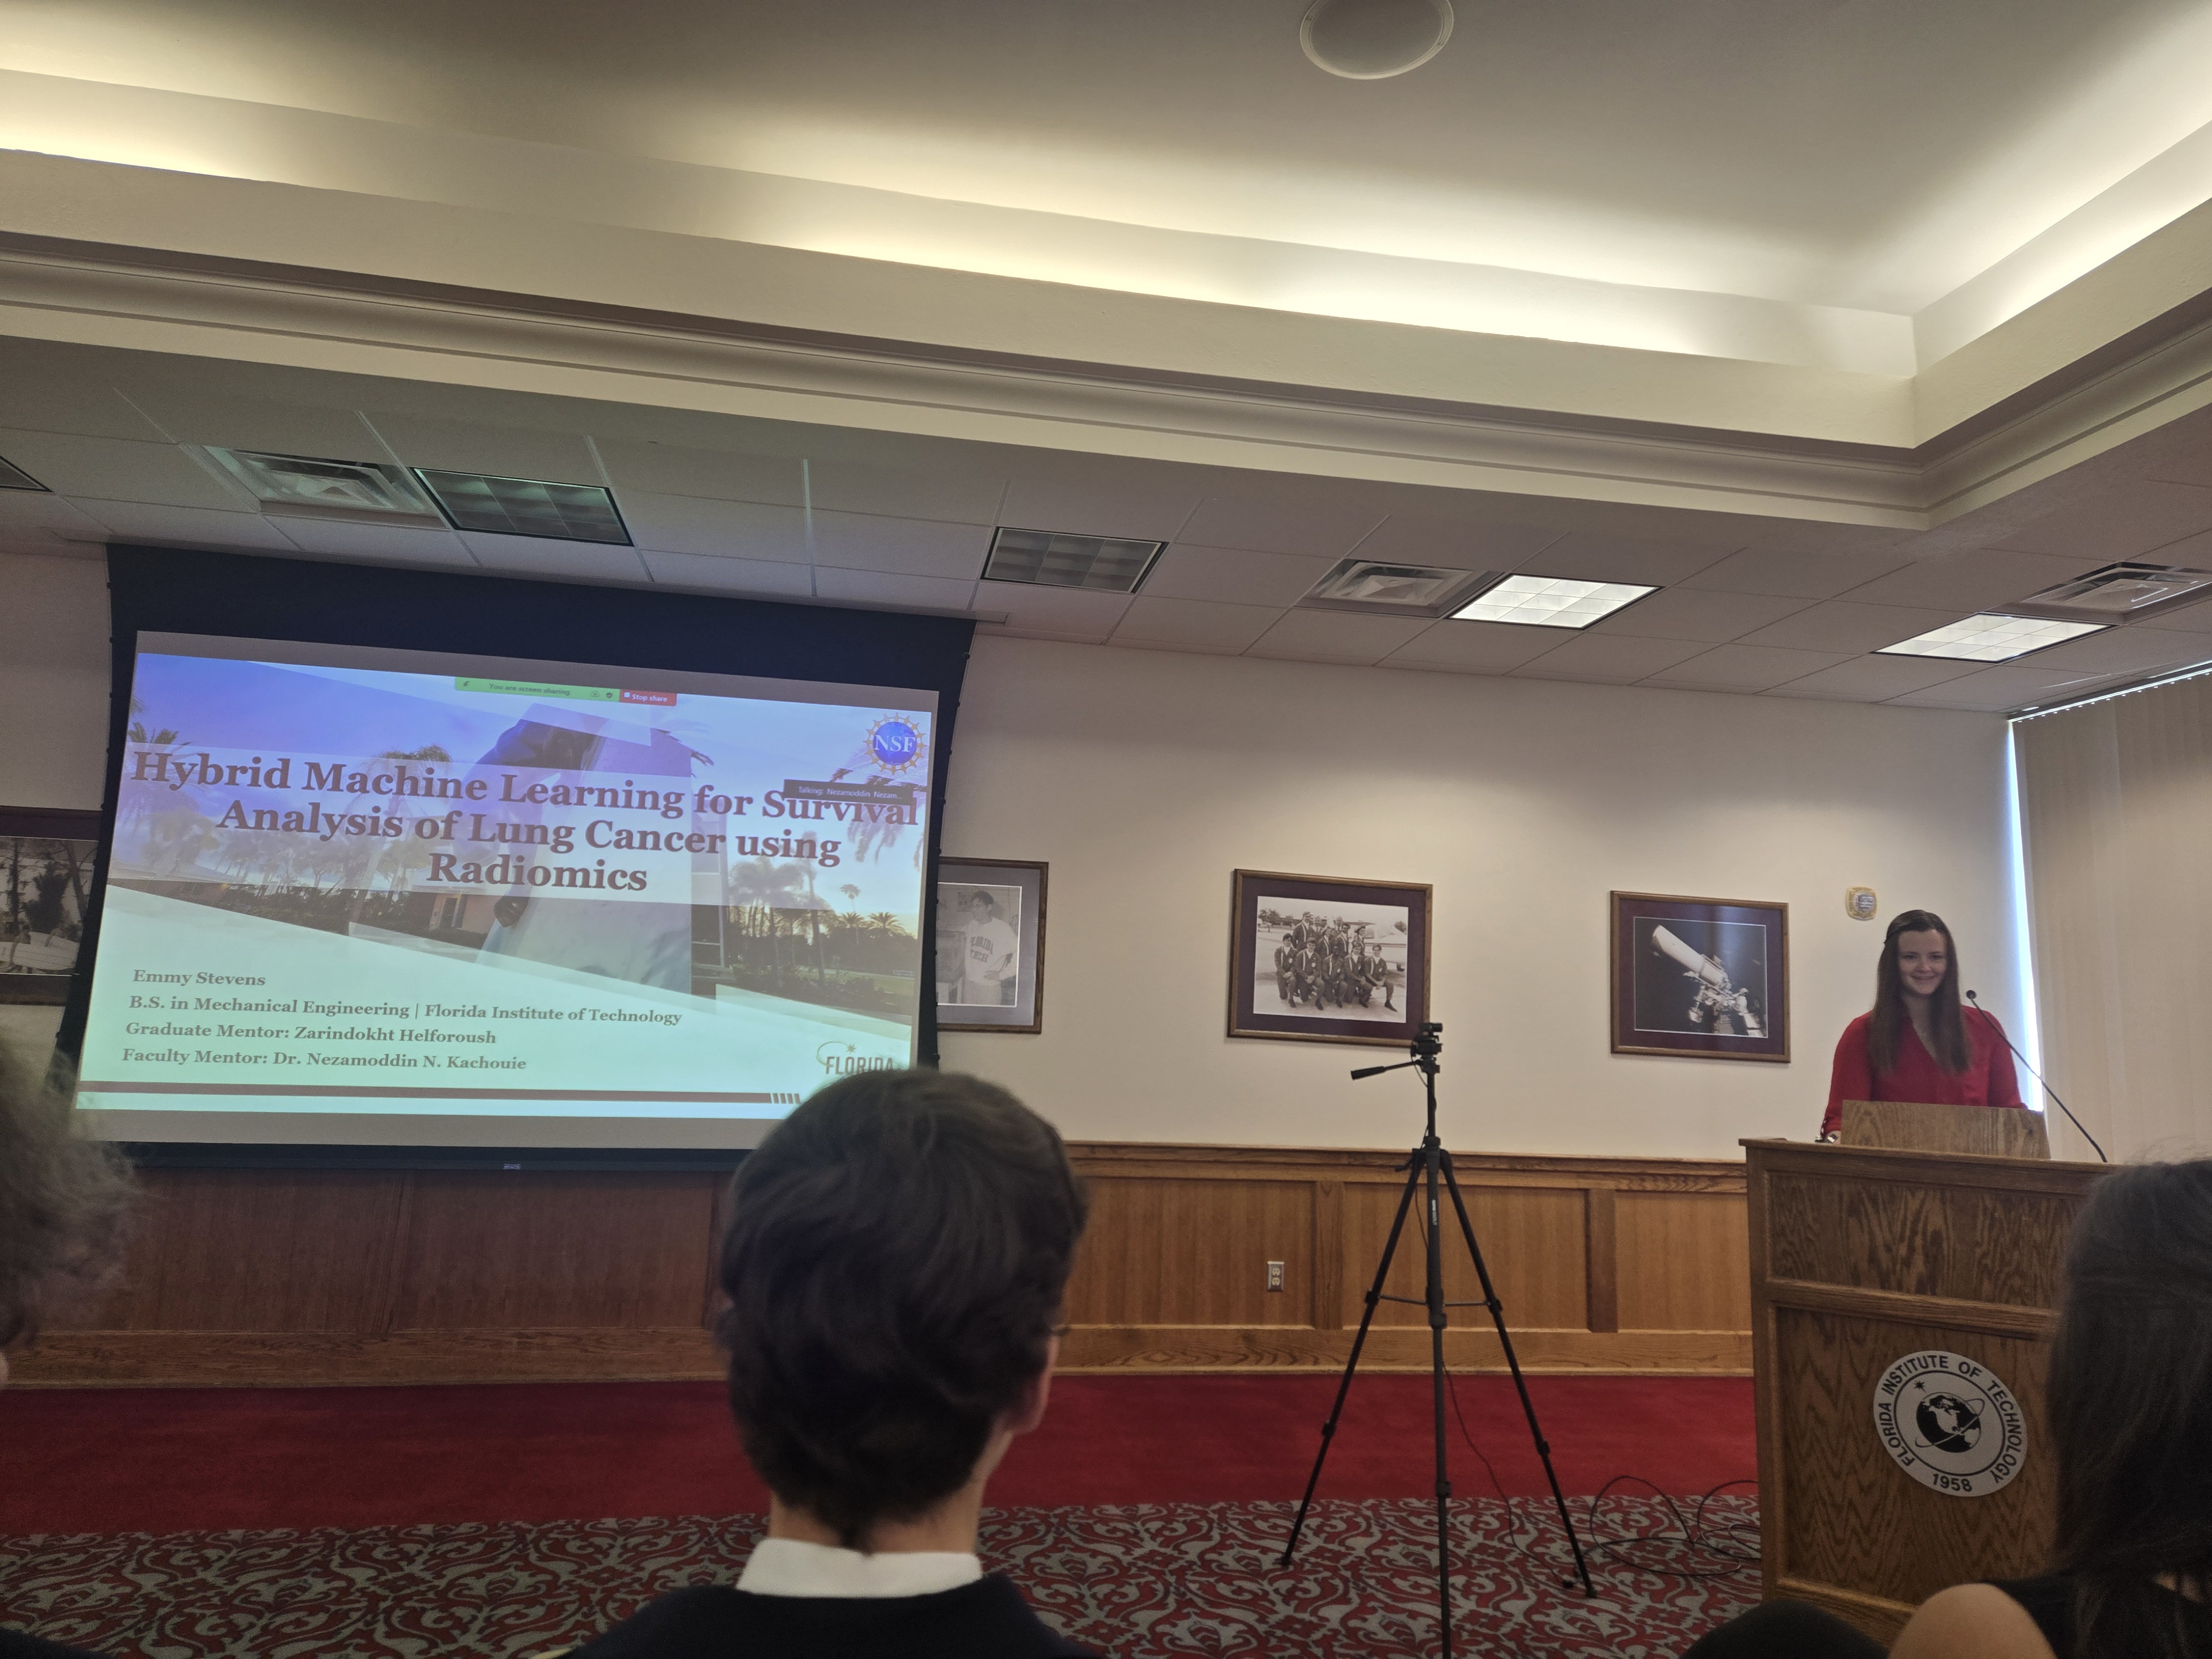 You are screen sharing
Stop share
NSF
Talking: Nezamoddin Nezam...
Hybrid Machine Learning for Survival
Analysis of Lung Cancer using
Radiomics
Emmy Stevens
B.S. in Mechanical Engineering | Florida Institute of Technology
Graduate Mentor: Zarindokht Helforoush
Faculty Mentor: Dr. Nezamoddin N. Kachouie
FLORIDA
FLORIDA
TECH
FLORIDA INSTITUTE OF TECHNOLOGY
1958